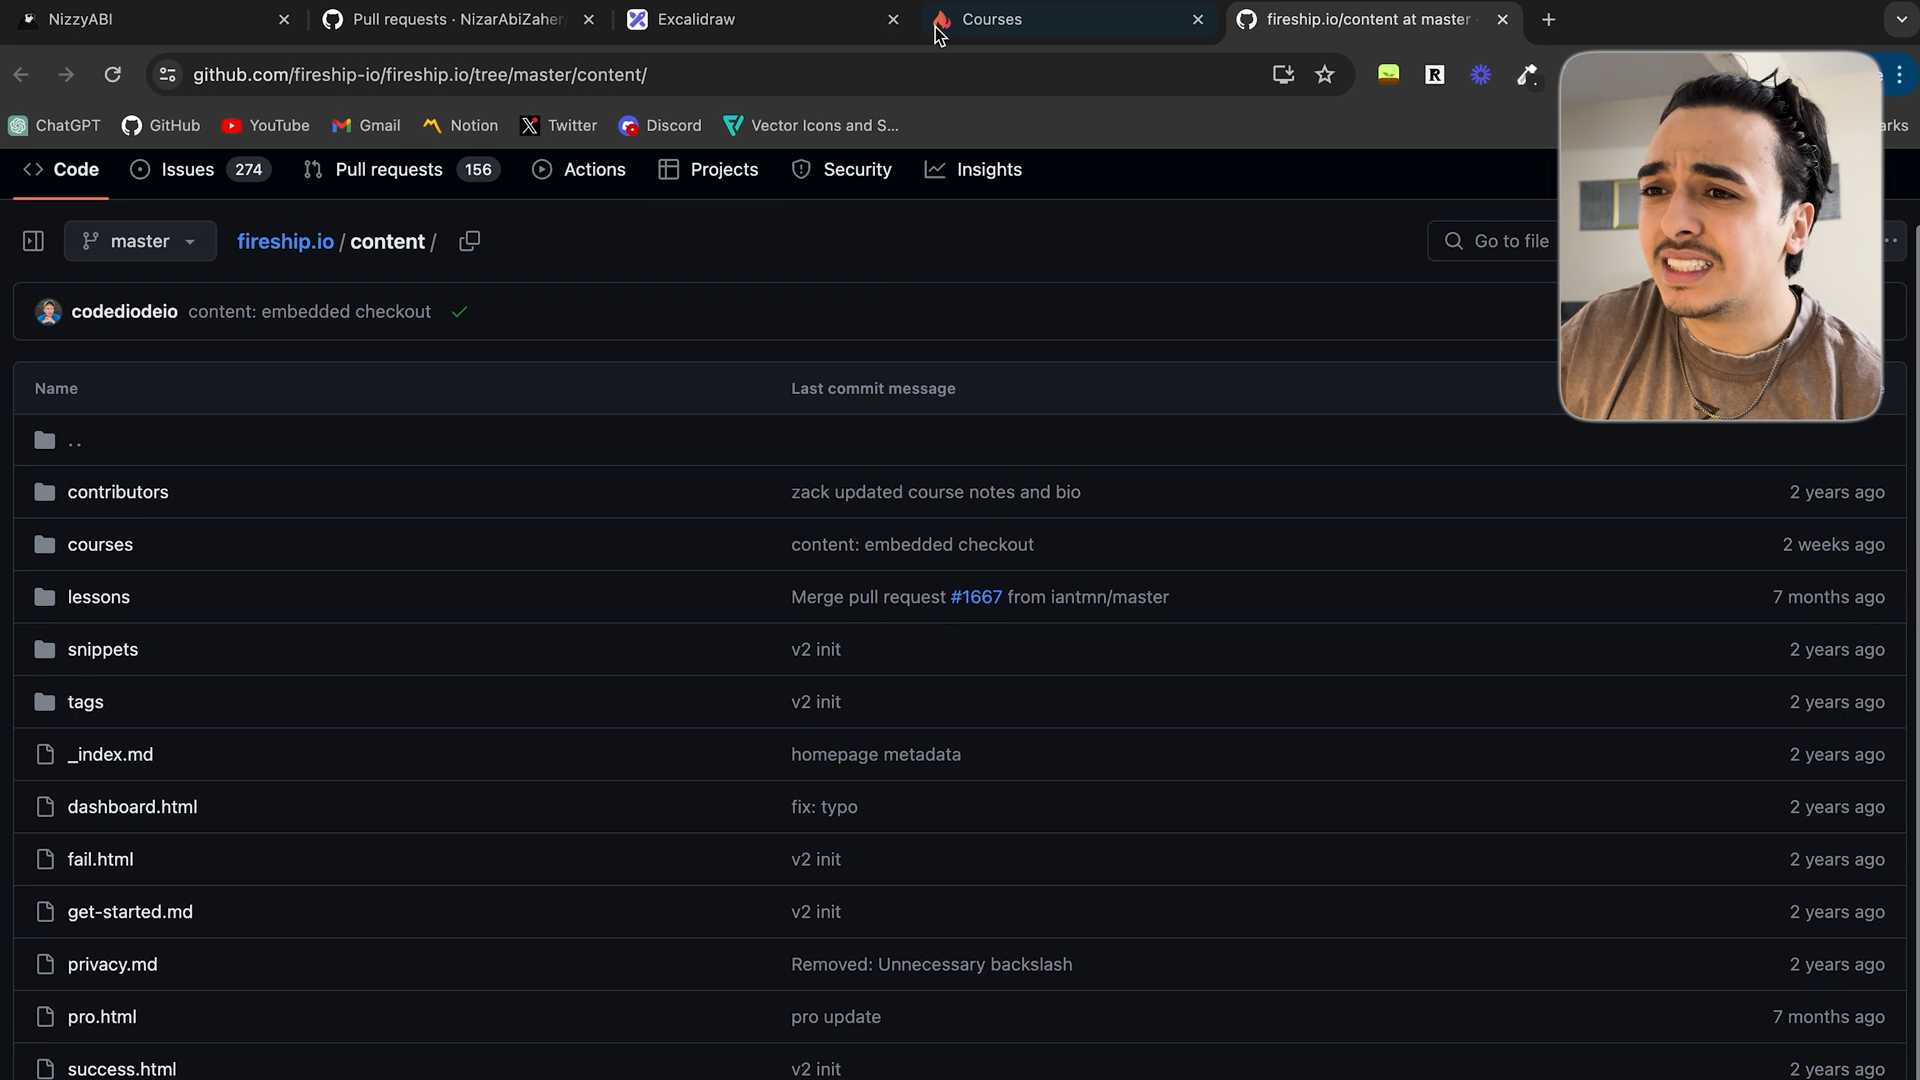 NizzyABI
Pull requests · NizarAbiZaher
Excalidraw
Courses
fireship.io/content at master
github.com/fireship-io/fireship.io/tree/master/content/
ChatGPT
GitHub
YouTube
Gmail
Notion
Twitter
Discord
Vector Icons and S...
arks
Code
Issues 274
Pull requests 156
Actions
Projects
Security
Insights
master
fireship.io / content /
Go to file
codediodeio content: embedded checkout
Name Last commit message
..
contributors zack updated course notes and bio 2 years ago
courses content: embedded checkout 2 weeks ago
lessons Merge pull request #1667 from iantmn/master 7 months ago
snippets v2 init 2 years ago
tags v2 init 2 years ago
_index.md homepage metadata 2 years ago
dashboard.html fix: typo 2 years ago
fail.html v2 init 2 years ago
get-started.md v2 init 2 years ago
privacy.md Removed: Unnecessary backslash 2 years ago
pro.html pro update 7 months ago
success.html v2 init 2 years ago